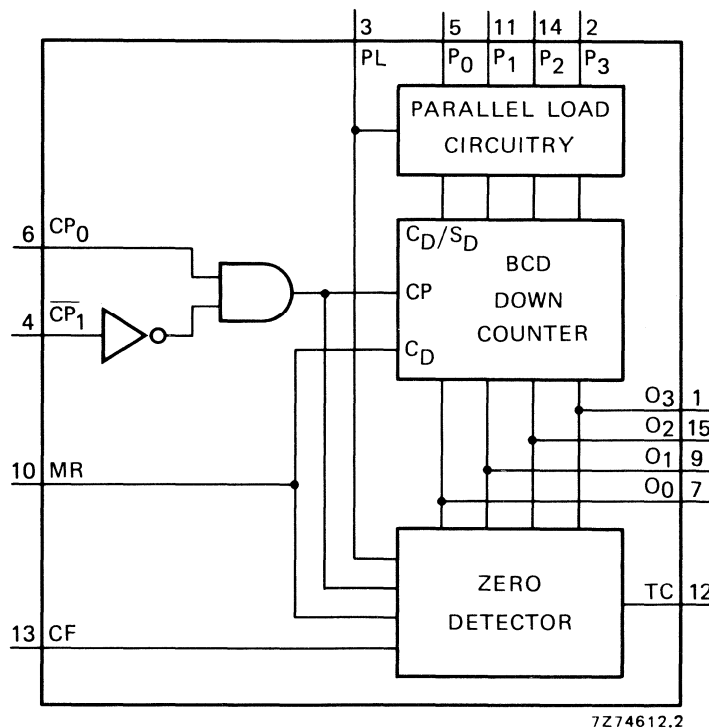 3 5 11 14 2
PL P0 P1 P2 P3
PARALLEL LOAD
CIRCUITRY
6 CP0
CD/SD
BCD
CP
DOWN
4 CP1
COUNTER
CD
O3 1
O2 15
O1 9
10 MR
O0 7
ZERO
TC 12
DETECTOR
13 CF
7Z74612.2